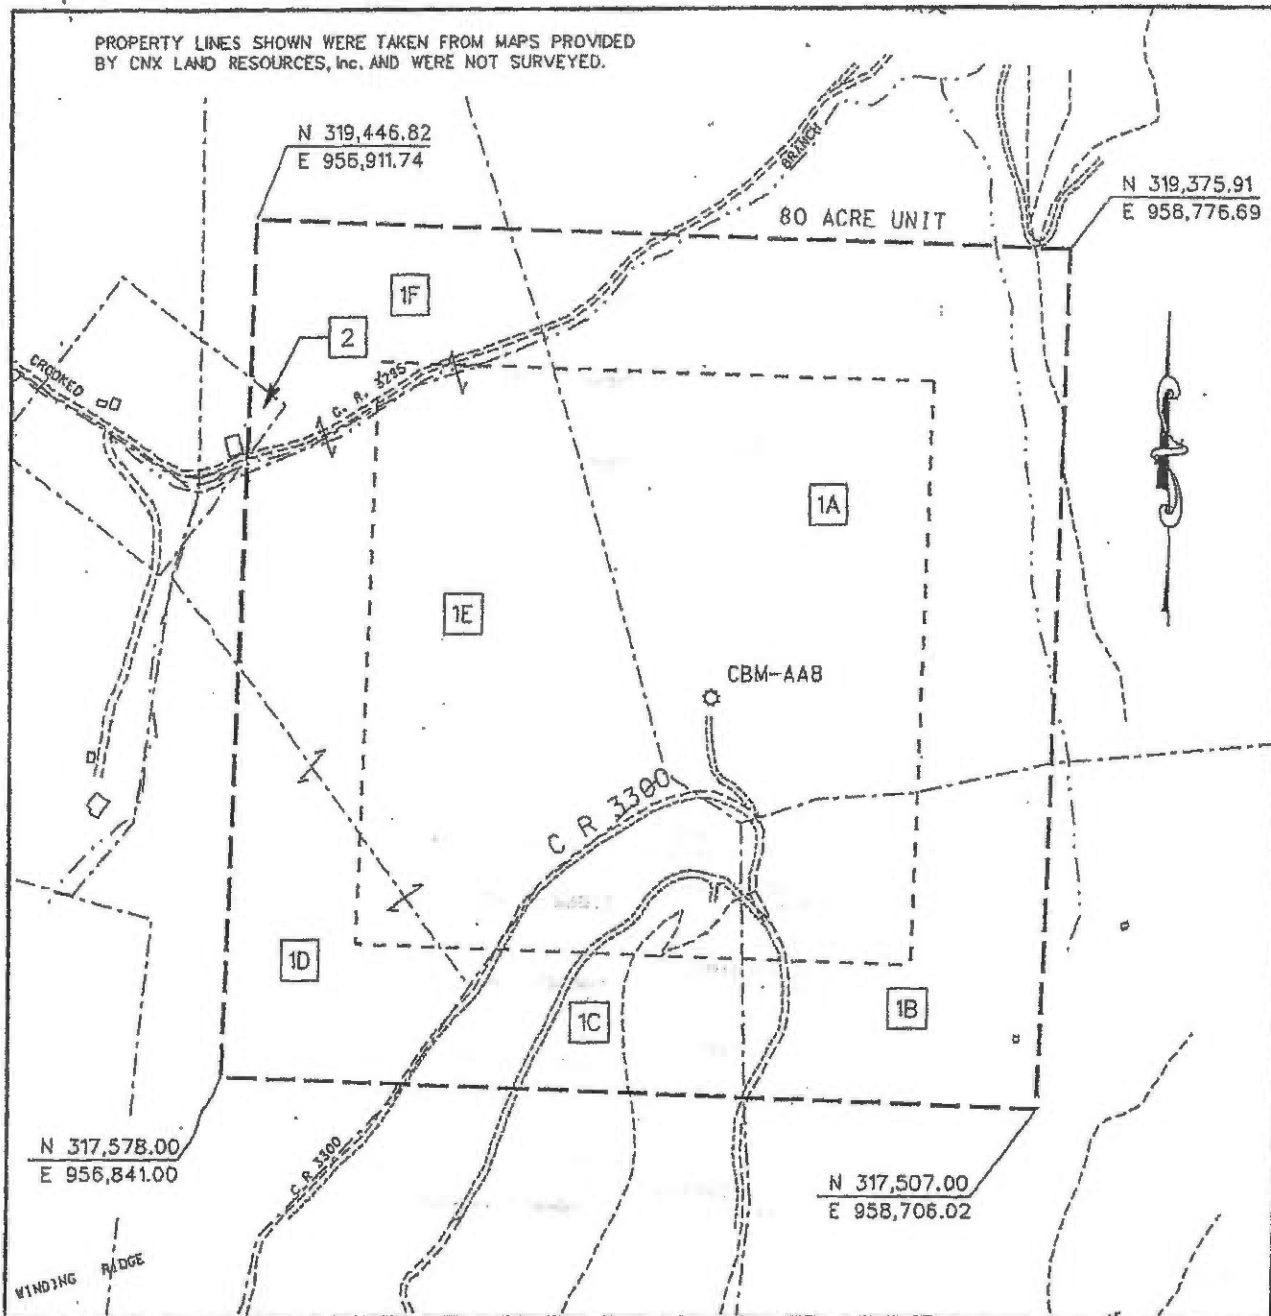 PROPERTY LINES SHOWN WERE TAKEN FROM MAPS PROVIDED
BY CNX LAND RESOURCES, Inc. AND WERE NOT SURVEYED.
N 319,446.82
E 956,911.74
BRANCH
N 319,375.91
E 958,776.69
80 ACRE UNIT
1F
2
CROOKED
C. R. 3295
1A
1E
CBM-AA8
C R 3300
1D
1C
1B
N 317,578.00
E 956,841.00
C.R 3300
N 317,507.00
E 958,706.02
WINDING RIDGE